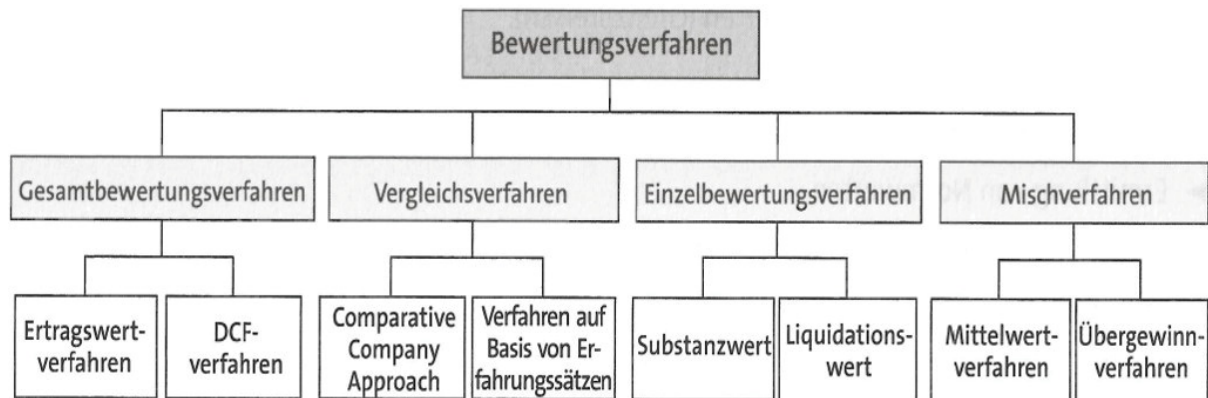 Bewertungsverfahren
Gesamtbewertungsverfahren
Vergleichsverfahren
Einzelbewertungsverfahren
Mischverfahren
Ertragswert-
verfahren
DCF-
verfahren
Comparative
Company
Approach
Verfahren auf
Basis von Er-
fahrungssätzen
Substanzwert
Liquidations-
wert
Mittelwert-
verfahren
Übergewinn-
verfahren